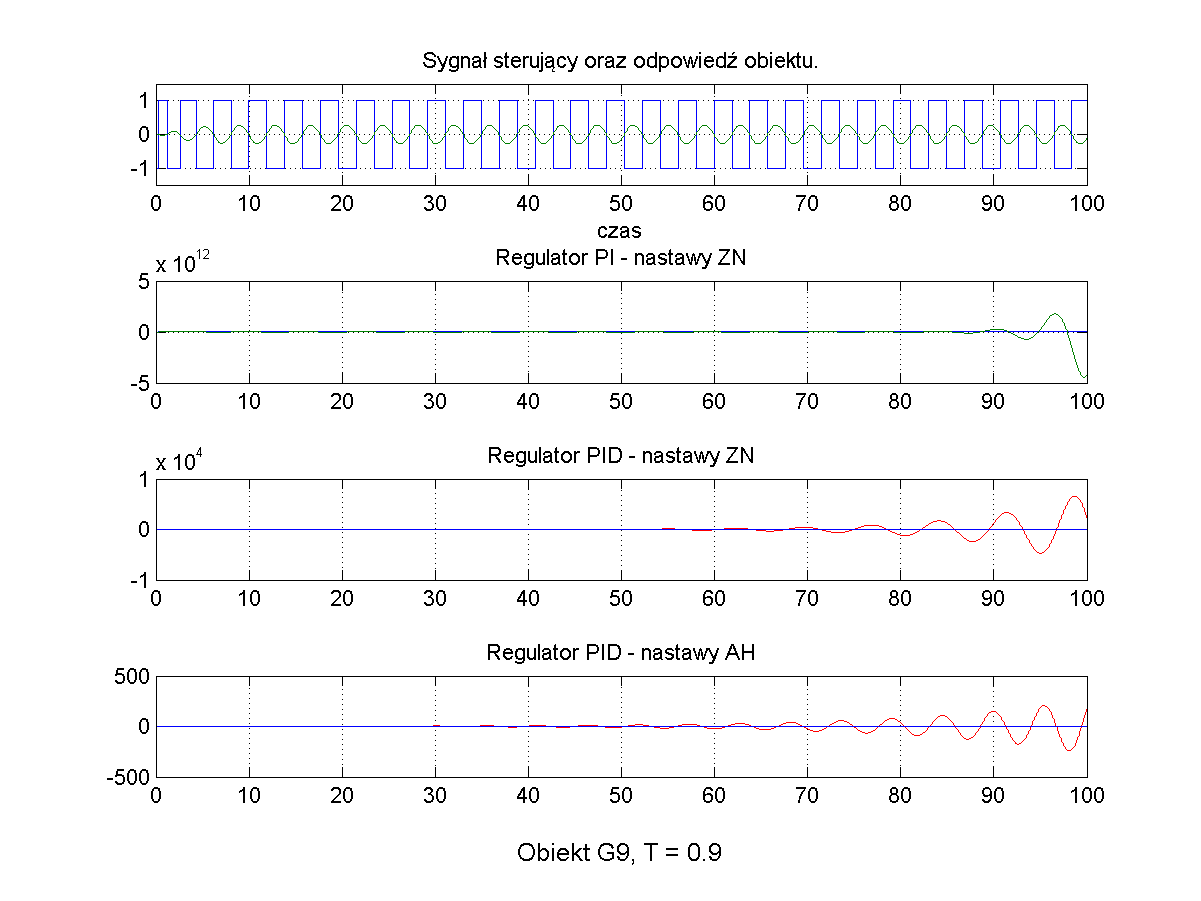 Sygnał sterujący oraz odpowiedź obiektu.
1
0
-1
0 10 20 30 40 50 60 70 80 90 100
czas
Regulator PI - nastawy ZN
x 10^12
5
0
-5
0 10 20 30 40 50 60 70 80 90 100
Regulator PID - nastawy ZN
x 10^4
1
0
-1
0 10 20 30 40 50 60 70 80 90 100
Regulator PID - nastawy AH
500
0
-500
0 10 20 30 40 50 60 70 80 90 100
Obiekt G9, T = 0.9